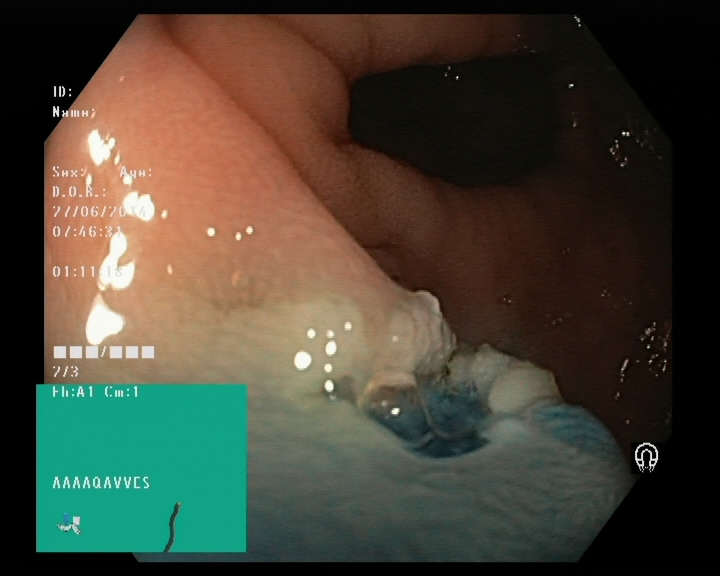 ID:
Name:
Sex: Age:
D.O.B.:
27/06/2014
07:46:31
01:11:18
2/3
Eh:A1 Cm:1
AAAAQAVVES